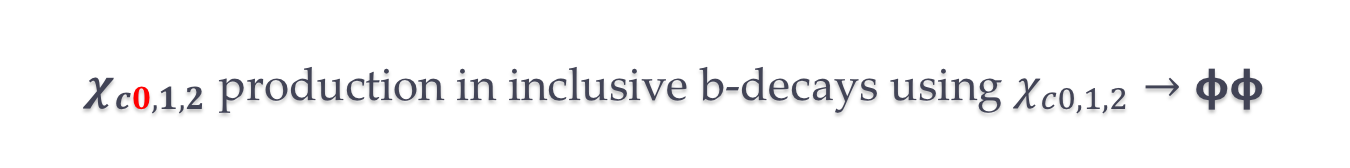 χc0,1,2 production in inclusive b-decays using χc0,1,2 → ϕϕ